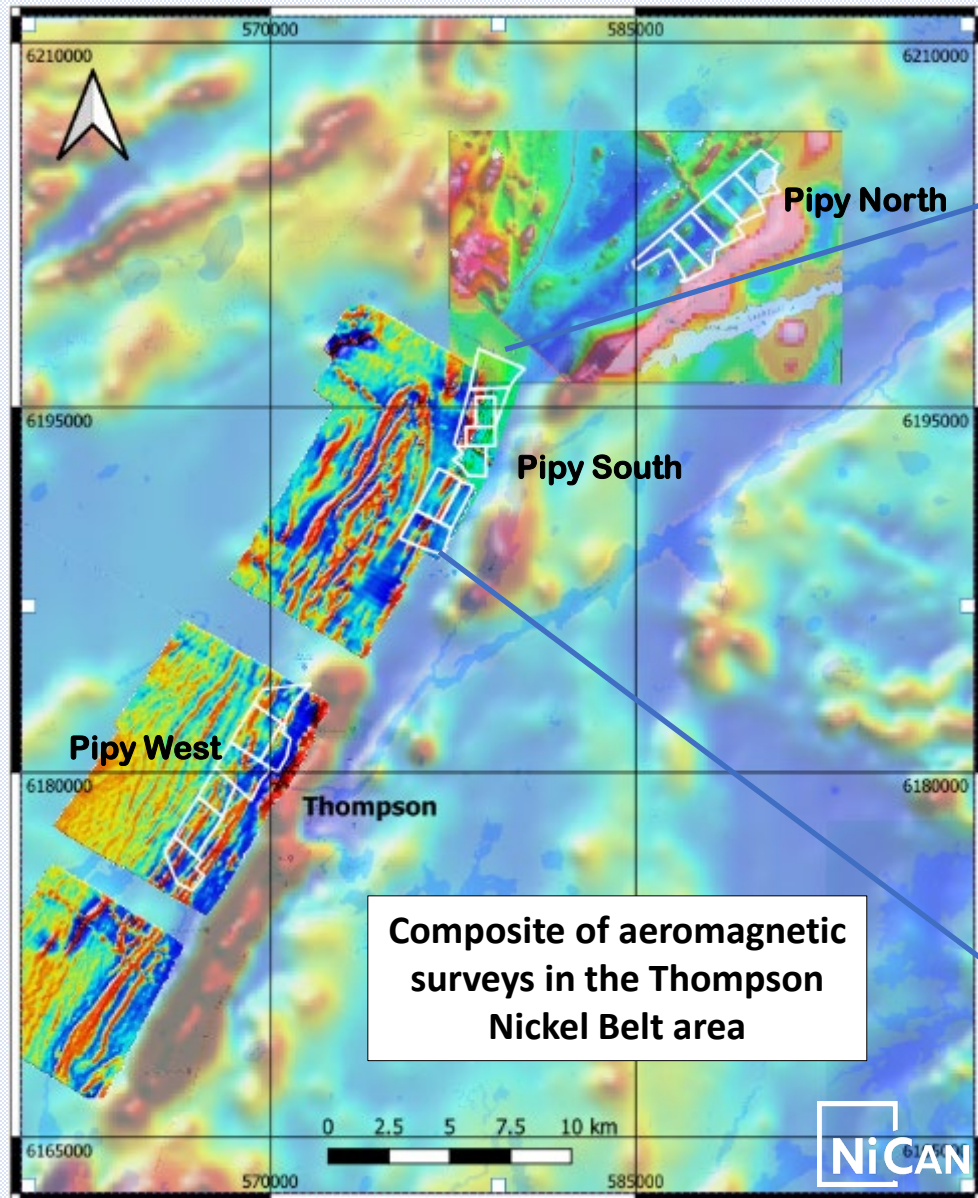 570000
585000
6210000
6210000
Pipy North
6195000
6195000
Pipy South
Pipy West
6180000
6180000
Thompson
Composite of aeromagnetic
surveys in the Thompson
Nickel Belt area
0 2.5 5 7.5 10 km
6165000
570000
585000
NiCAN